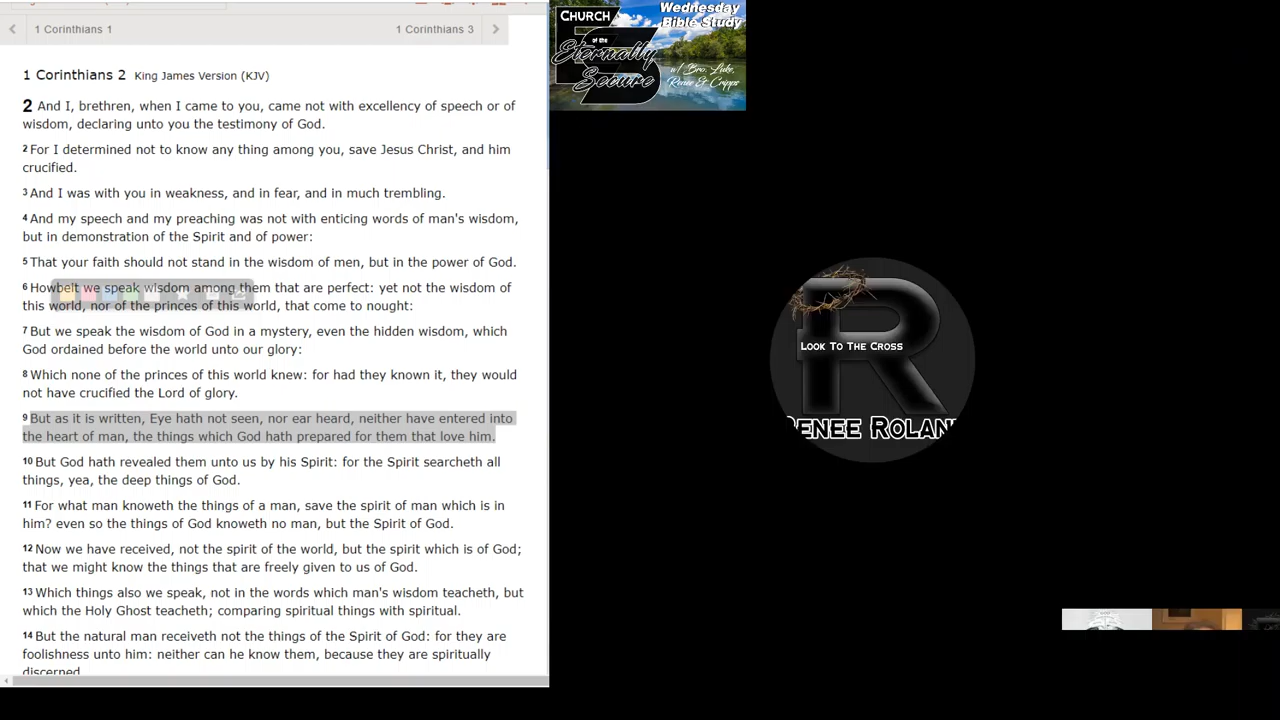 1 Corinthians 1
1 Corinthians 3
1 Corinthians 2 King James Version (KJV)
2 And I, brethren, when I came to you, came not with excellency of speech or of
wisdom, declaring unto you the testimony of God.
2 For I determined not to know any thing among you, save Jesus Christ, and him
crucified.
3 And I was with you in weakness, and in fear, and in much trembling.
4 And my speech and my preaching was not with enticing words of man's wisdom,
but in demonstration of the Spirit and of power:
5 That your faith should not stand in the wisdom of men, but in the power of God.
6 Howbeit we speak wisdom among them that are perfect: yet not the wisdom of
this world, nor of the princes of this world, that come to nought:
7 But we speak the wisdom of God in a mystery, even the hidden wisdom, which
God ordained before the world unto our glory:
8 Which none of the princes of this world knew: for had they known it, they would
not have crucified the Lord of glory.
9 But as it is written, Eye hath not seen, nor ear heard, neither have entered into
the heart of man, the things which God hath prepared for them that love him.
10 But God hath revealed them unto us by his Spirit: for the Spirit searcheth all
things, yea, the deep things of God.
11 For what man knoweth the things of a man, save the spirit of man which is in
him? even so the things of God knoweth no man, but the Spirit of God.
12 Now we have received, not the spirit of the world, but the spirit which is of God;
that we might know the things that are freely given to us of God.
13 Which things also we speak, not in the words which man's wisdom teacheth, but
which the Holy Ghost teacheth; comparing spiritual things with spiritual.
14 But the natural man receiveth not the things of the Spirit of God: for they are
foolishness unto him: neither can he know them, because they are spiritually
discerned
CHURCH
of the
Eternally
Secure
Wednesday
Bible Study
w/ Bro. Luke,
Renee & Cripps
R
LOOK TO THE CROSS
RENEE ROLAN